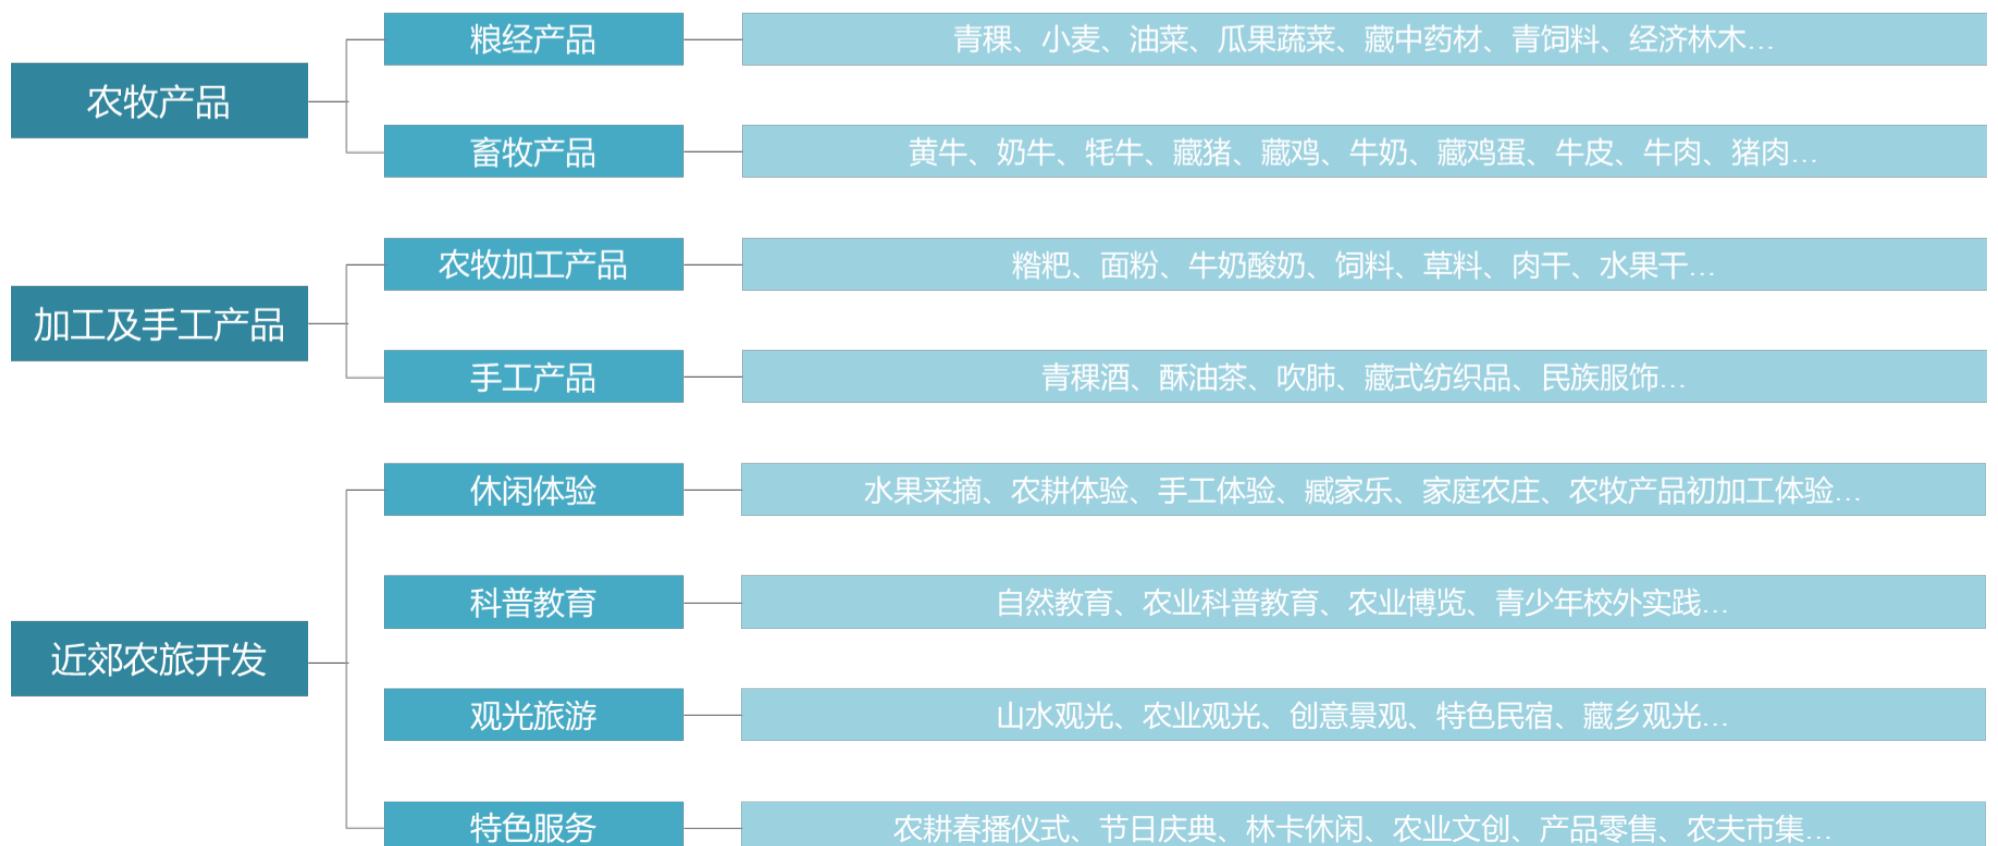 农牧产品
粮经产品
青稞、小麦、油菜、瓜果蔬菜、藏中药材、青饲料、经济林木...
畜牧产品
黄牛、奶牛、牦牛、藏猪、藏鸡、牛奶、藏鸡蛋、牛皮、牛肉、猪肉...
加工及手工产品
农牧加工产品
糌粑、面粉、牛奶酸奶、饲料、草料、肉干、水果干...
手工产品
青稞酒、酥油茶、吹肺、藏式纺织品、民族服饰...
近郊农旅开发
休闲体验
水果采摘、农耕体验、手工体验、臧家乐、家庭农庄、农牧产品初加工体验...
科普教育
自然教育、农业科普教育、农业博览、青少年校外实践...
观光旅游
山水观光、农业观光、创意景观、特色民宿、藏乡观光...
特色服务
农耕春播仪式、节日庆典、林卡休闲、农业文创、产品零售、农夫市集...